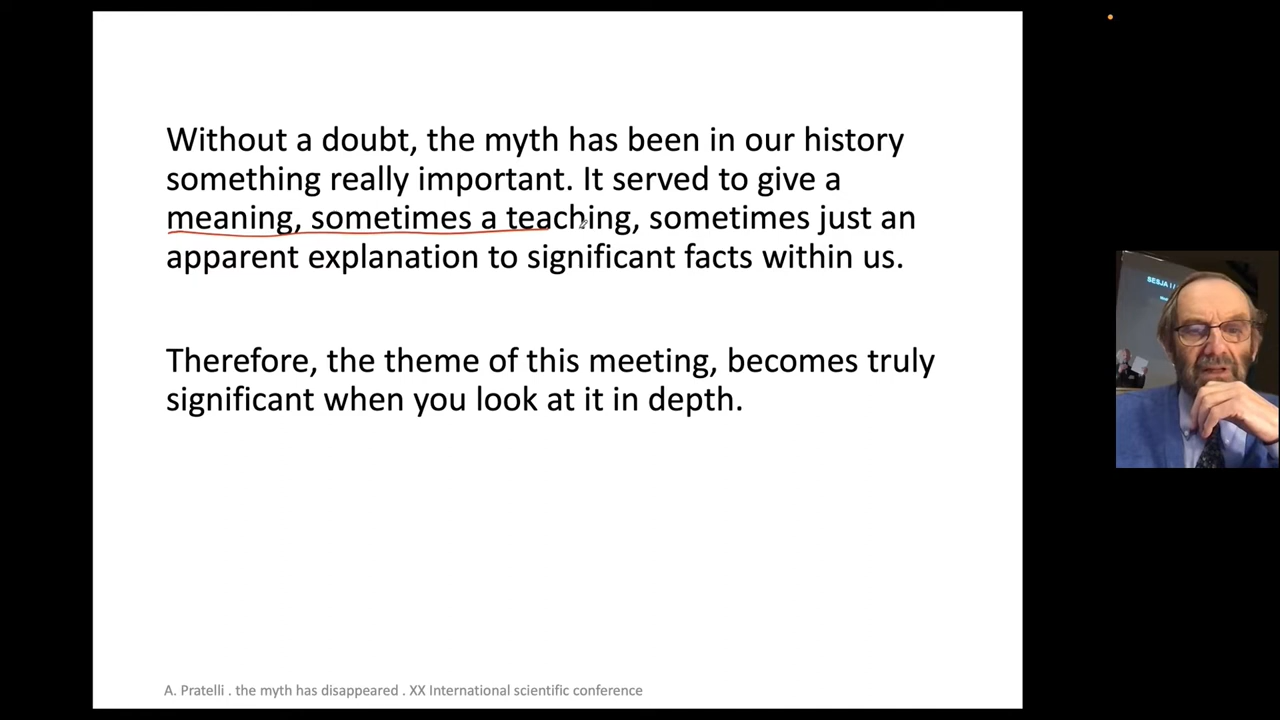 Without a doubt, the myth has been in our history
something really important. It served to give a
meaning, sometimes a teaching, sometimes just an
apparent explanation to significant facts within us.
Therefore, the theme of this meeting, becomes truly
significant when you look at it in depth.
SESJA I /
A. Pratelli . the myth has disappeared . XX International scientific conference